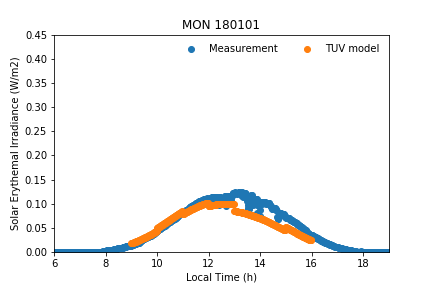 MON 180101
Measurement
TUV model
Solar Erythemal Irradiance (W/m2)
0.45
0.40
0.35
0.30
0.25
0.20
0.15
0.10
0.05
0.00
6 8 10 12 14 16 18
Local Time (h)